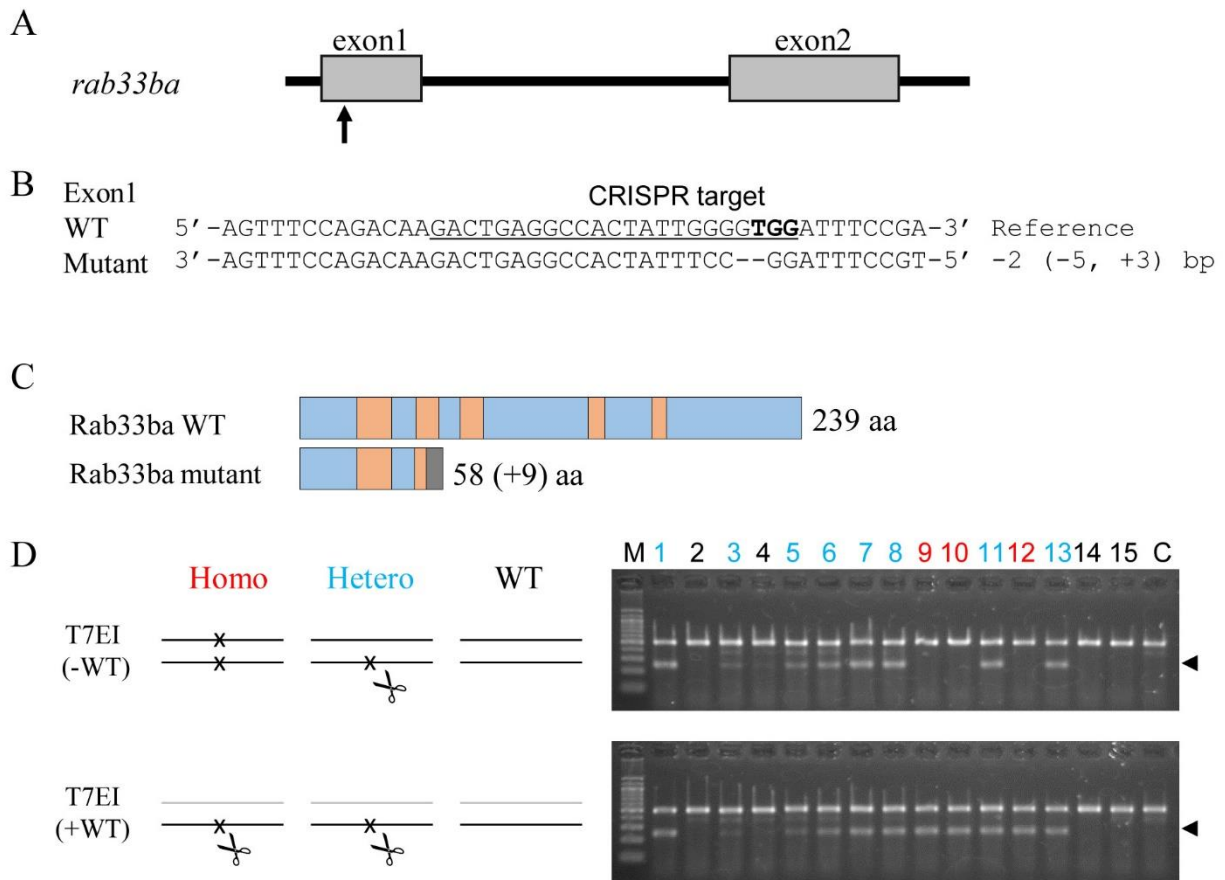 A
exon1 exon2
rab33ba
B
Exon1
CRISPR target
WT 5′-AGTTTCCAGACAAGACTGAGGCCACTATTGGGGTGGATTTCCGA-3′ Reference
Mutant 3′-AGTTTCCAGACAAGACTGAGGCCACTATTTCC--GGATTTCCGT-5′ -2 (-5, +3) bp
C
Rab33ba WT 239 aa
Rab33ba mutant 58 (+9) aa
D
M 1 2 3 4 5 6 7 8 9 10 11 12 13 14 15 C
Homo Hetero WT
T7EI
(-WT)
T7EI
(+WT)